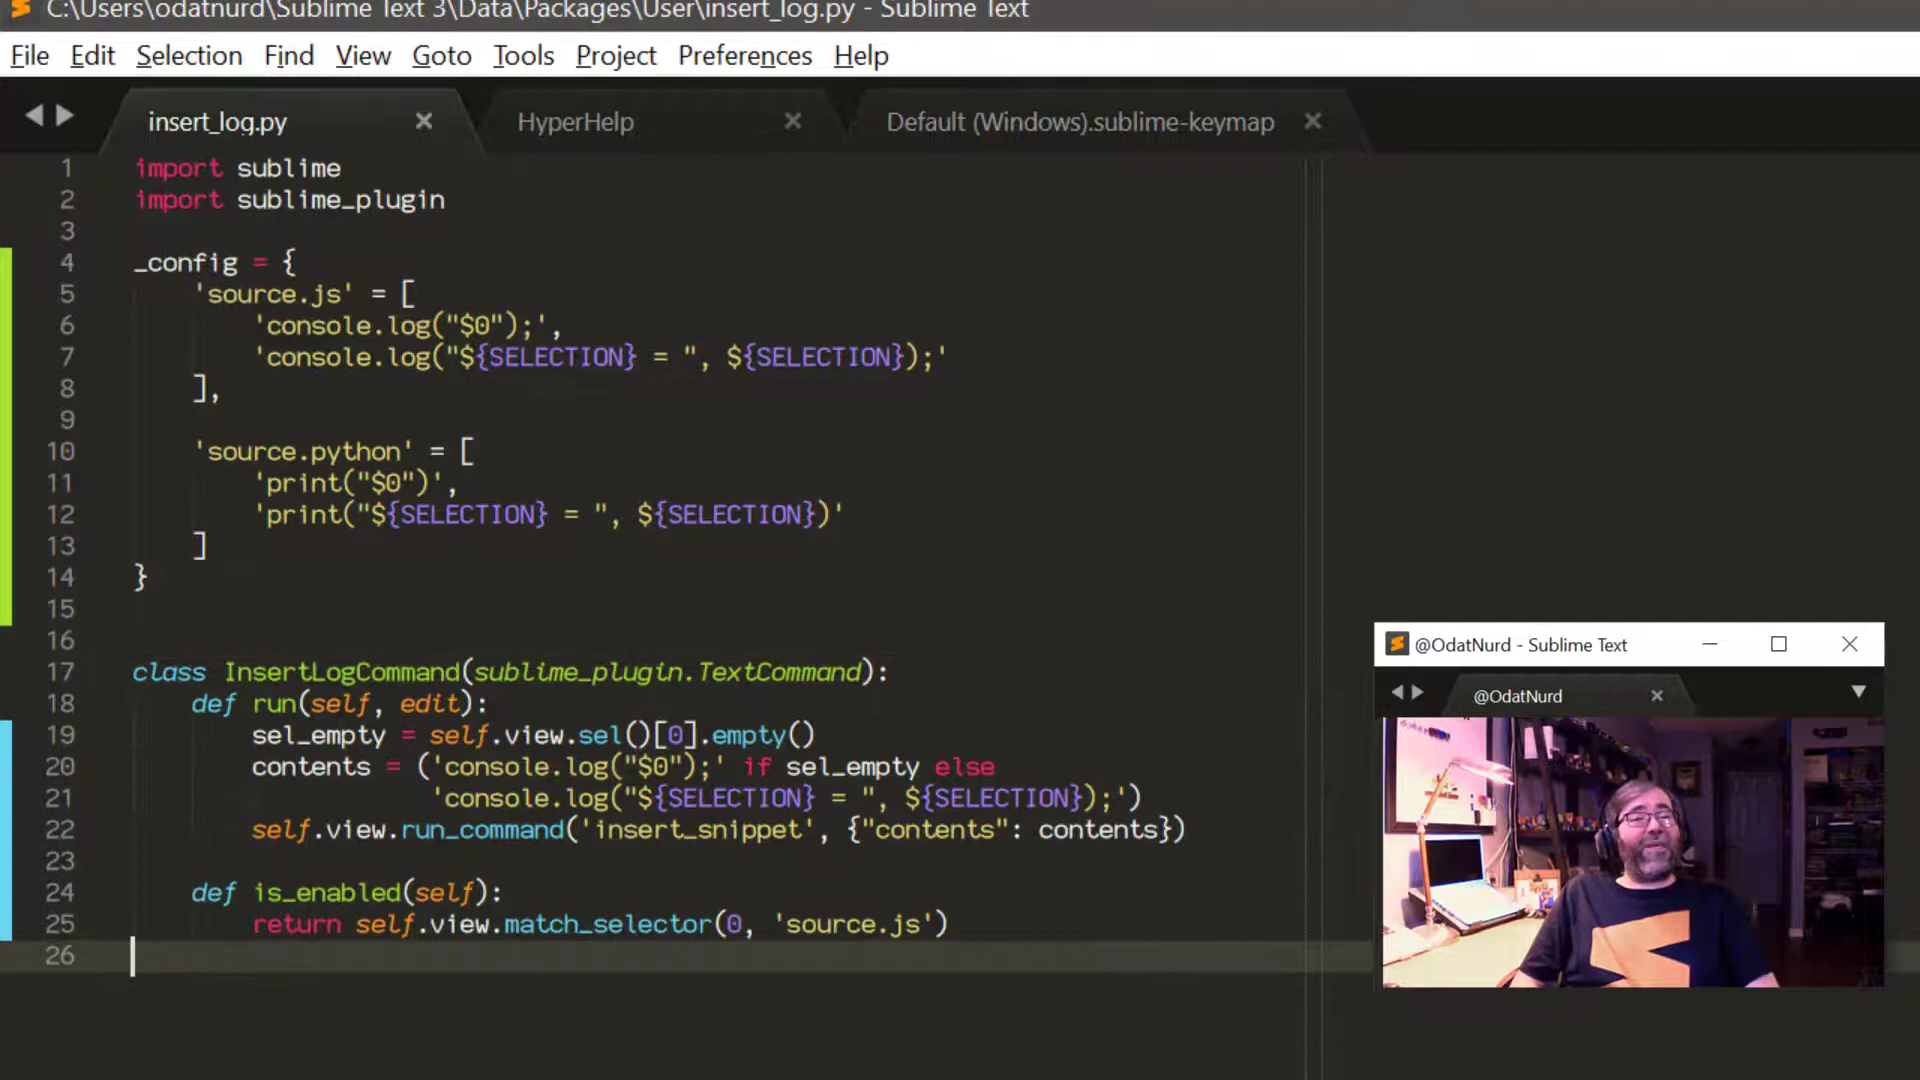 C:\Users\odatnurd\Sublime Text 3\Data\Packages\User\insert_log.py - Sublime Text
File Edit Selection Find View Goto Tools Project Preferences Help
insert_log.py × HyperHelp × Default (Windows).sublime-keymap ×
1 import sublime
2 import sublime_plugin
3
4 _config = {
5     'source.js' = [
6         'console.log("$0");',
7         'console.log("${SELECTION} = ", ${SELECTION});'
8     ],
9
10     'source.python' = [
11         'print("$0")',
12         'print("${SELECTION} = ", ${SELECTION})'
13     ]
14 }
15
16
17 class InsertLogCommand(sublime_plugin.TextCommand):
18     def run(self, edit):
19         sel_empty = self.view.sel()[0].empty()
20         contents = ('console.log("$0");' if sel_empty else
21                     'console.log("${SELECTION} = ", ${SELECTION});')
22         self.view.run_command('insert_snippet', {"contents": contents})
23
24     def is_enabled(self):
25         return self.view.match_selector(0, 'source.js')
26
@OdatNurd - Sublime Text
@OdatNurd ×